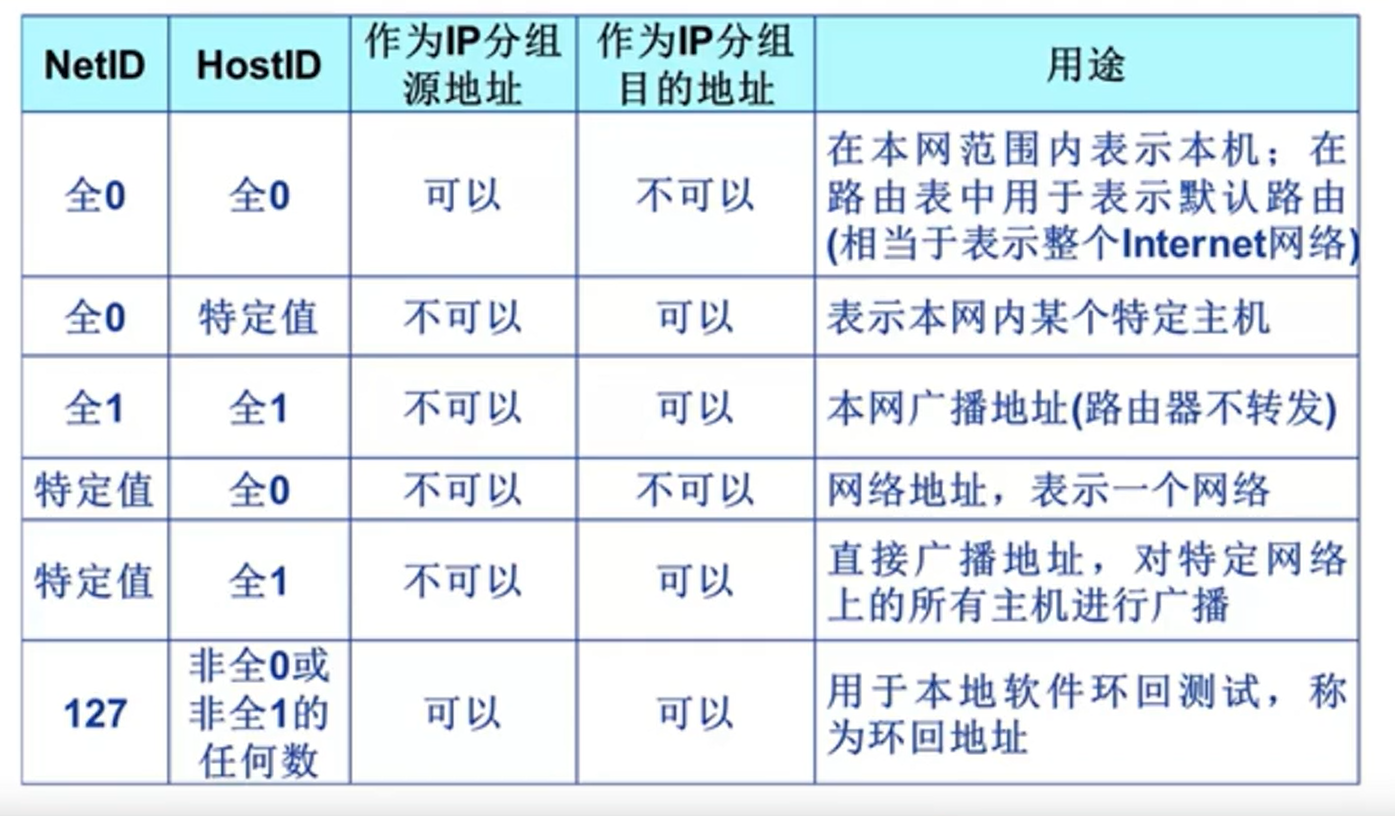 NetID HostID 作为IP分组源地址 作为IP分组目的地址 用途
全0 全0 可以 不可以 在本网范围内表示本机；在路由表中用于表示默认路由(相当于表示整个Internet网络)
全0 特定值 不可以 可以 表示本网内某个特定主机
全1 全1 不可以 可以 本网广播地址(路由器不转发)
特定值 全0 不可以 不可以 网络地址，表示一个网络
特定值 全1 不可以 可以 直接广播地址，对特定网络上的所有主机进行广播
127 非全0或非全1的任何数 可以 可以 用于本地软件环回测试，称为环回地址